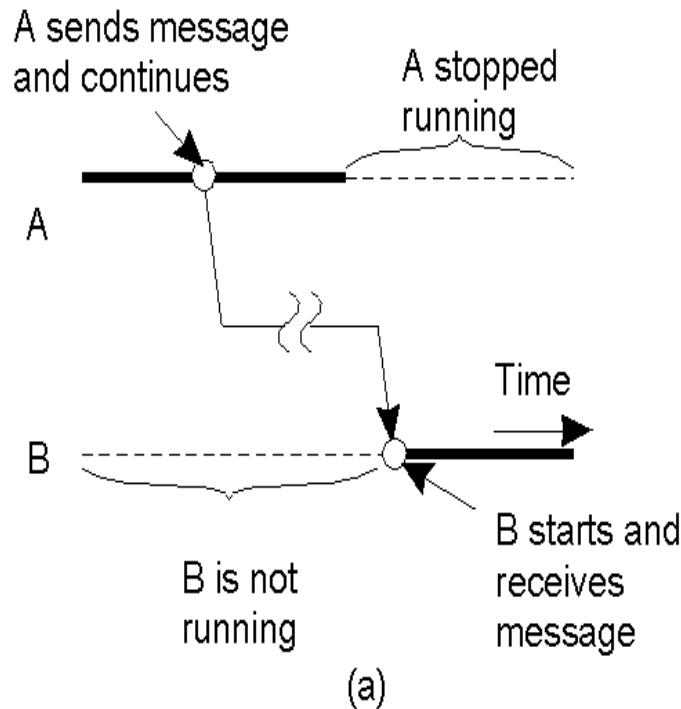 A sends message
and continues
A stopped
running
A
Time
B
B starts and
receives
message
B is not
running
(a)